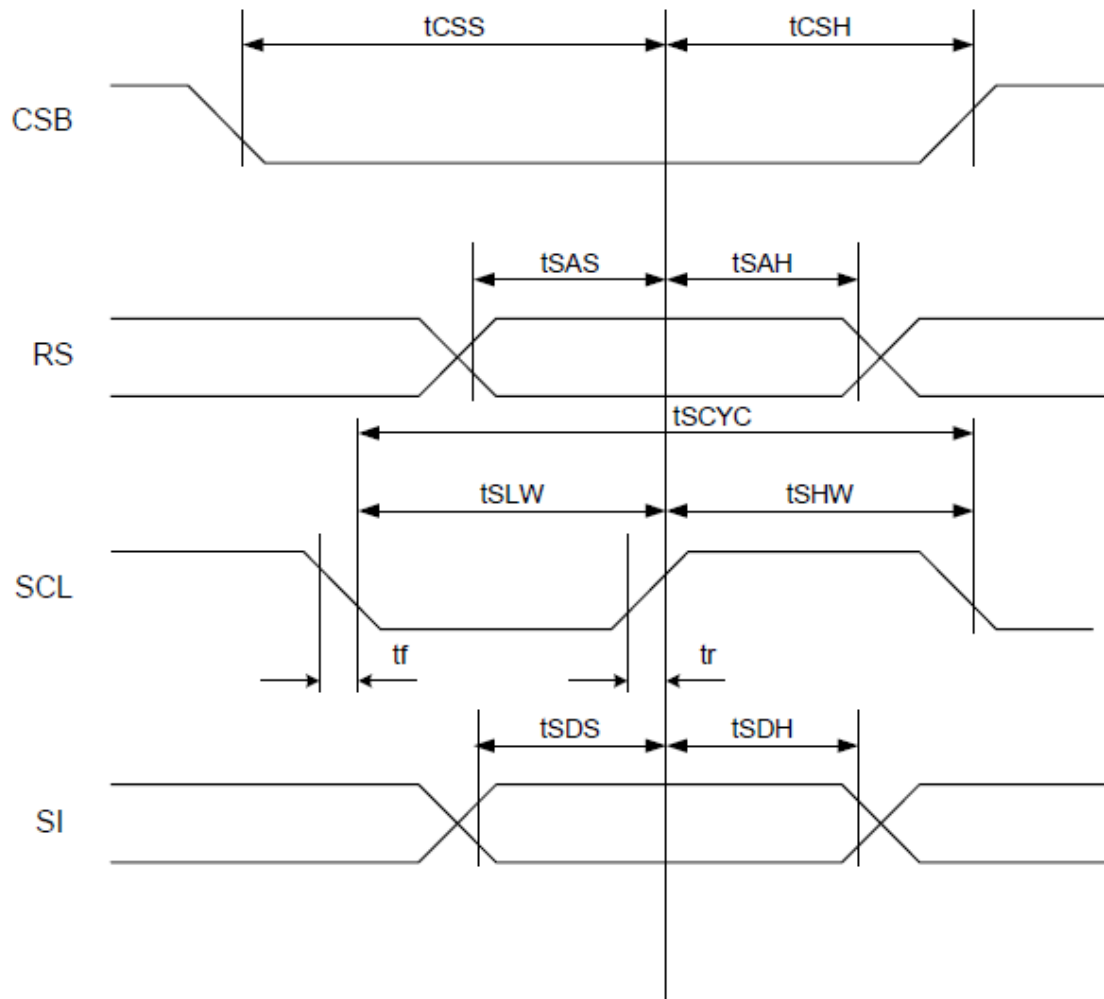 tCSS
tCSH
CSB
tSAS
tSAH
RS
tSCYC
tSLW
tSHW
SCL
tf
tr
tSDS
tSDH
SI